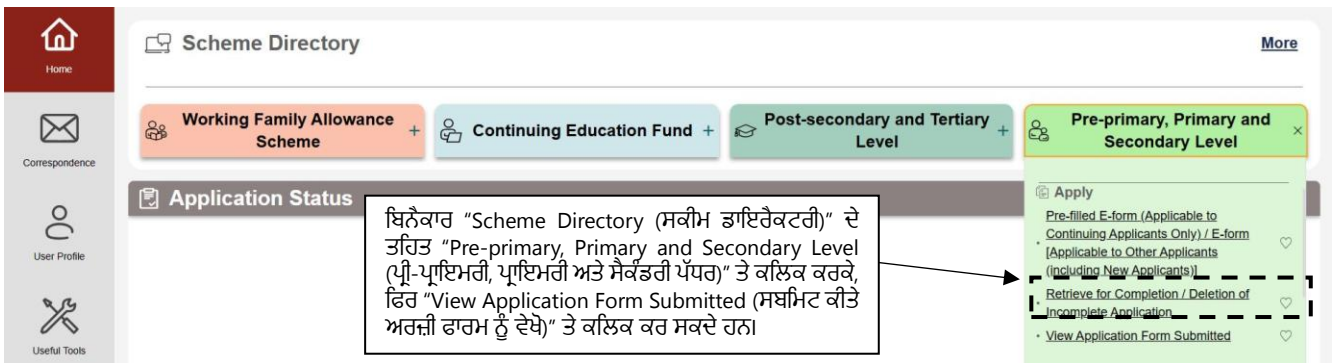 Home
Correspondence
User Profile
Useful Tools
Scheme Directory
More
Working Family Allowance
Scheme
+
Continuing Education Fund +
Post-secondary and Tertiary
Level
+
Pre-primary, Primary and
Secondary Level
×
Application Status
Apply
Pre-filled E-form (Applicable to
Continuing Applicants Only) / E-form
[Applicable to Other Applicants
(including New Applicants)]
Retrieve for Completion / Deletion of
Incomplete Application
View Application Form Submitted
ਬਿਨੈਕਾਰ “Scheme Directory (ਸਕੀਮ ਡਾਇਰੈਕਟਰੀ)” ਦੇ
ਤਹਿਤ “Pre-primary, Primary and Secondary Level
(ਪ੍ਰੀ-ਪ੍ਰਾਇਮਰੀ, ਪ੍ਰਾਇਮਰੀ ਅਤੇ ਸੈਕੰਡਰੀ ਪੱਧਰ)” ਤੇ ਕਲਿਕ ਕਰਕੇ,
ਫਿਰ “View Application Form Submitted (ਸਬਮਿਟ ਕੀਤੇ
ਅਰਜ਼ੀ ਫਾਰਮ ਨੂੰ ਵੇਖੋ)” ਤੇ ਕਲਿਕ ਕਰ ਸਕਦੇ ਹਨ।